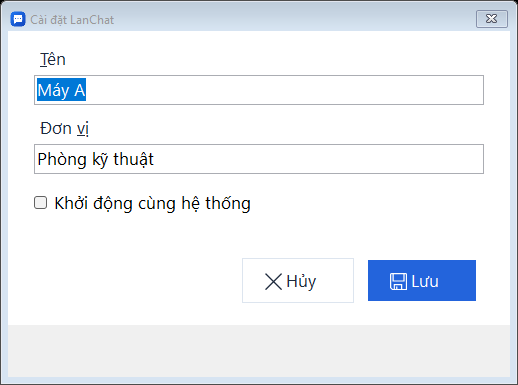 Cài đặt LanChat
Tên
Máy A
Đơn vị
Phòng kỹ thuật
Khởi động cùng hệ thống
Hủy
Lưu